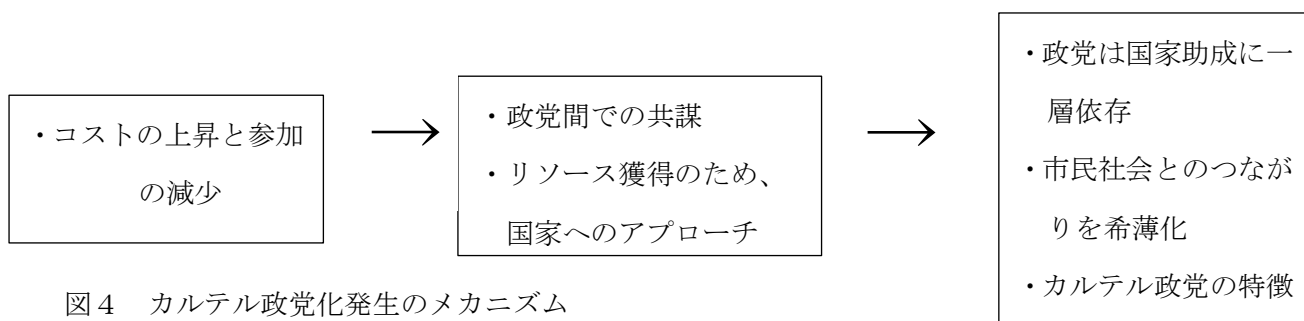 ・コストの上昇と参加
の減少
・政党間での共謀
・リソース獲得のため、
国家へのアプローチ
・政党は国家助成に一
層依存
・市民社会とのつなが
りを希薄化
・カルテル政党の特徴
図４　カルテル政党化発生のメカニズム